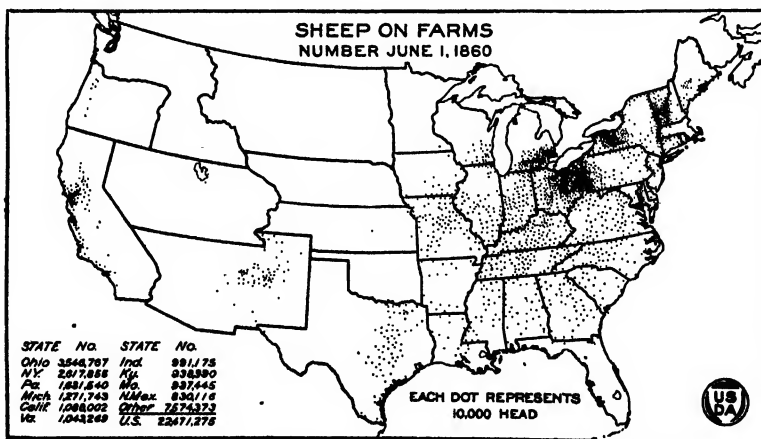 SHEEP ON FARMS
NUMBER JUNE 1, 1860
STATE No. STATE No.
Ohio 3,546,767 Ind. 991,175
N.Y. 2,617,855 Ky. 938,990
Pa. 1,631,540 Mo. 937,445
Mich. 1,271,743 N.Mex. 830,116
Calif. 1,088,002 Other 7,574,373
Va. 1,043,269 U.S. 22,471,275
EACH DOT REPRESENTS
10,000 HEAD
US
DA